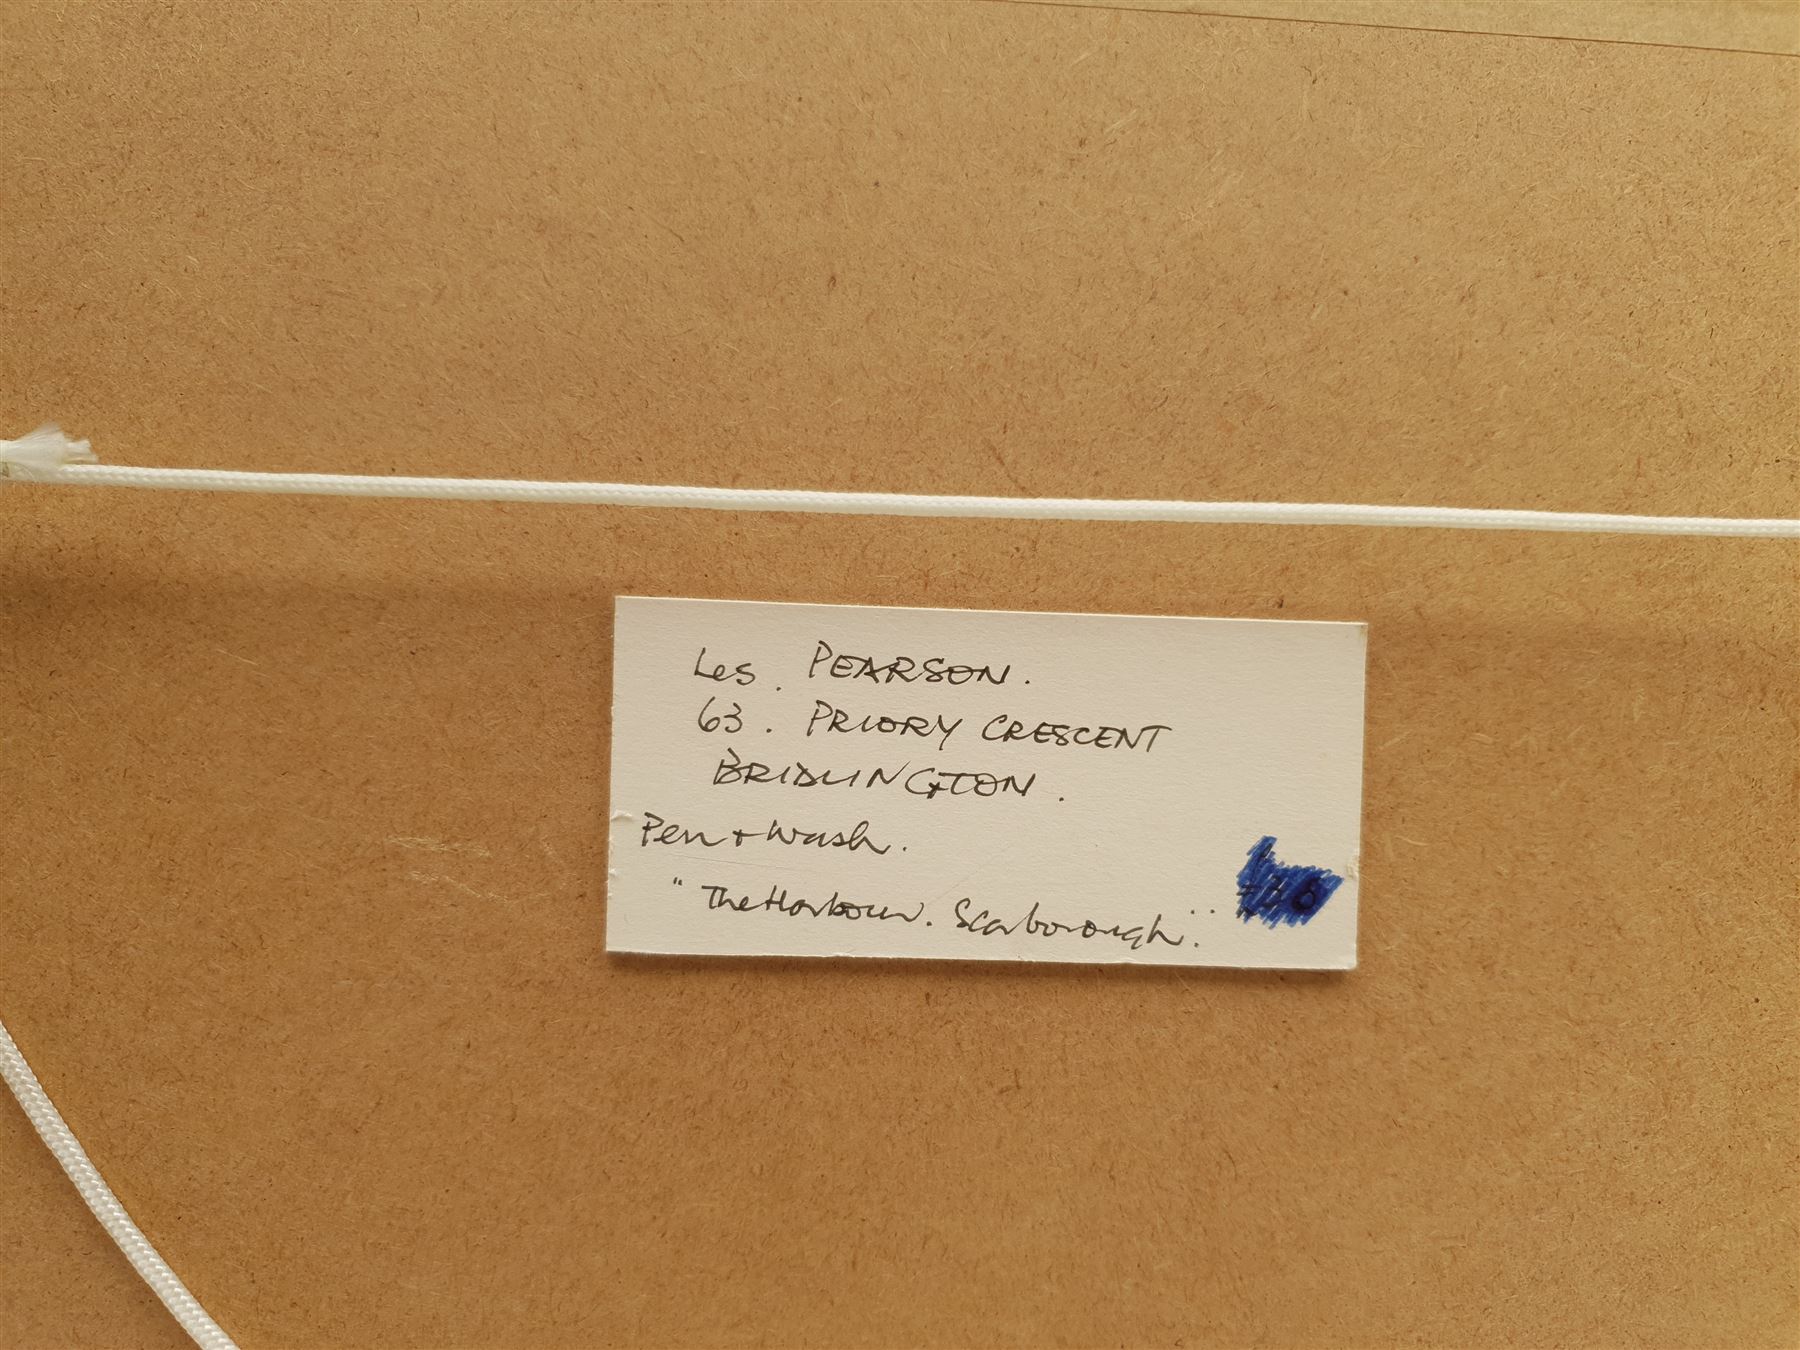 Les. PEARSON.
63. PRIORY CRESCENT
BRIDLINGTON.
Pen + Wash.
"The Harbour. Scarborough."